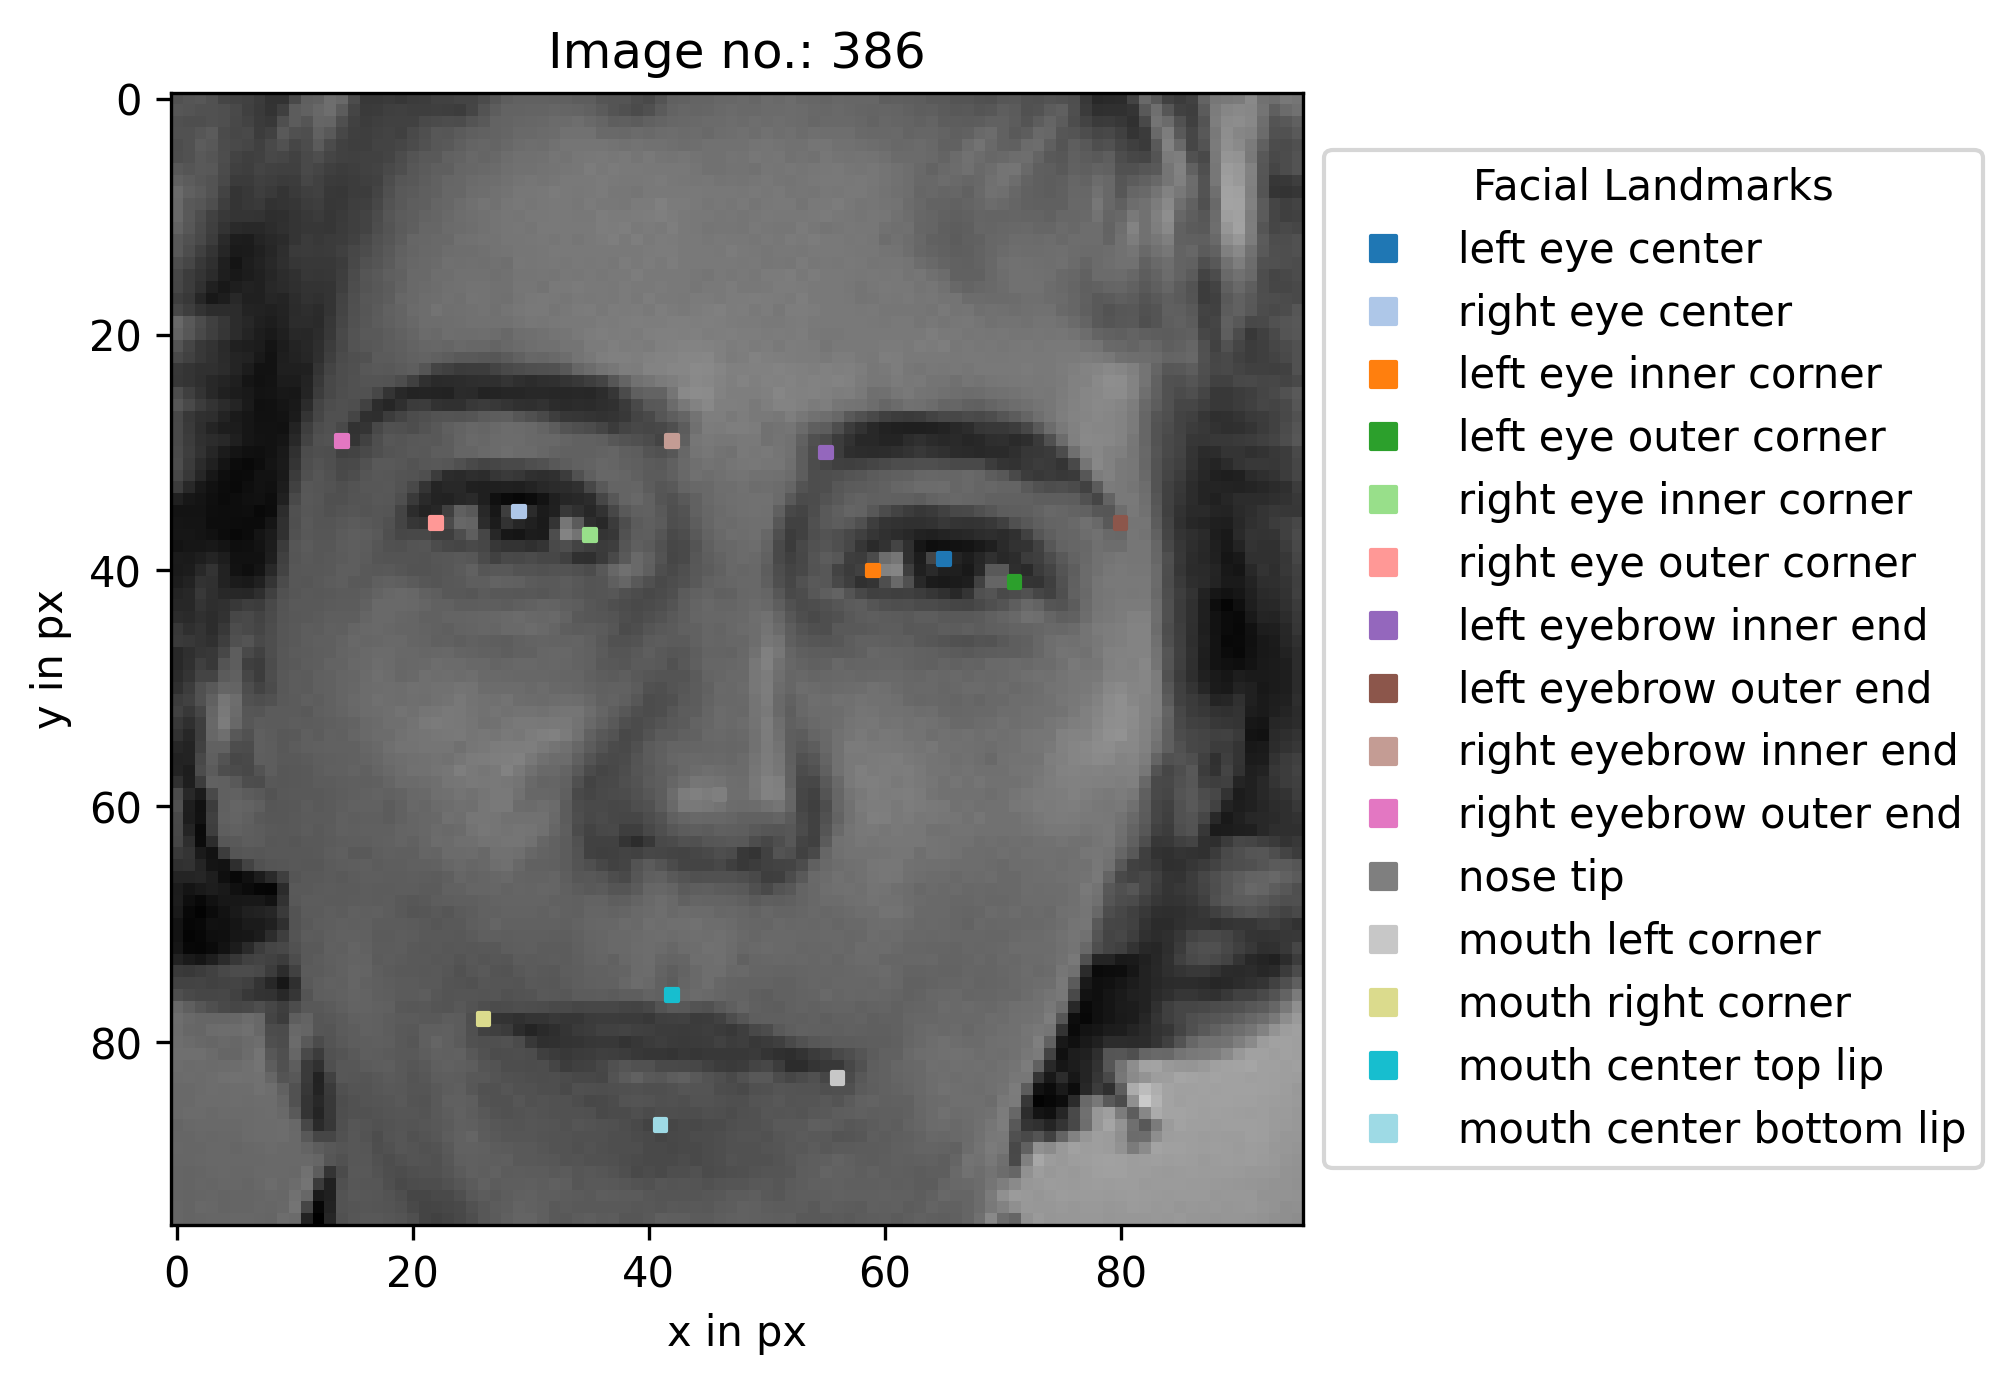 Image no.: 386
0
20
40
60
80
y in px
0 20 40 60 80
x in px
Facial Landmarks
left eye center
right eye center
left eye inner corner
left eye outer corner
right eye inner corner
right eye outer corner
left eyebrow inner end
left eyebrow outer end
right eyebrow inner end
right eyebrow outer end
nose tip
mouth left corner
mouth right corner
mouth center top lip
mouth center bottom lip